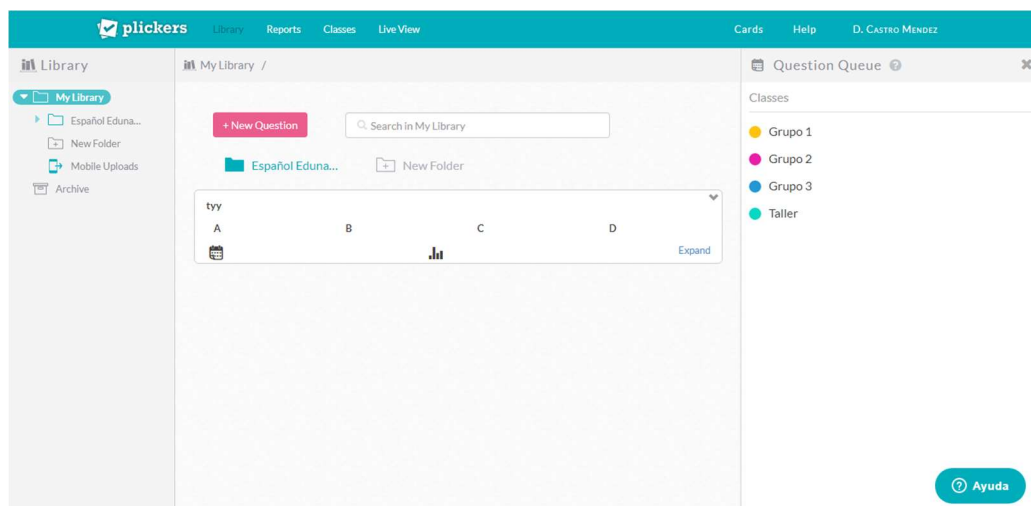 plickers Library Reports Classes Live View Cards Help D. CASTRO MENDEZ
Library
My Library
Español Eduna...
New Folder
Mobile Uploads
Archive
My Library /
+ New Question
Search in My Library
Español Eduna...
+ New Folder
tyy
A B C D
Expand
Question Queue ?
Classes
Grupo 1
Grupo 2
Grupo 3
Taller
? Ayuda